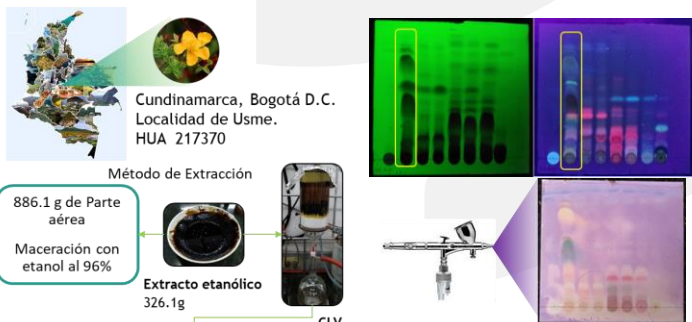 Cundinamarca, Bogotá D.C.
Localidad de Usme.
HUA 217370
Método de Extracción
886.1 g de Parte
aérea
Maceración con
etanol al 96%
Extracto etanólico
326.1g
CLV